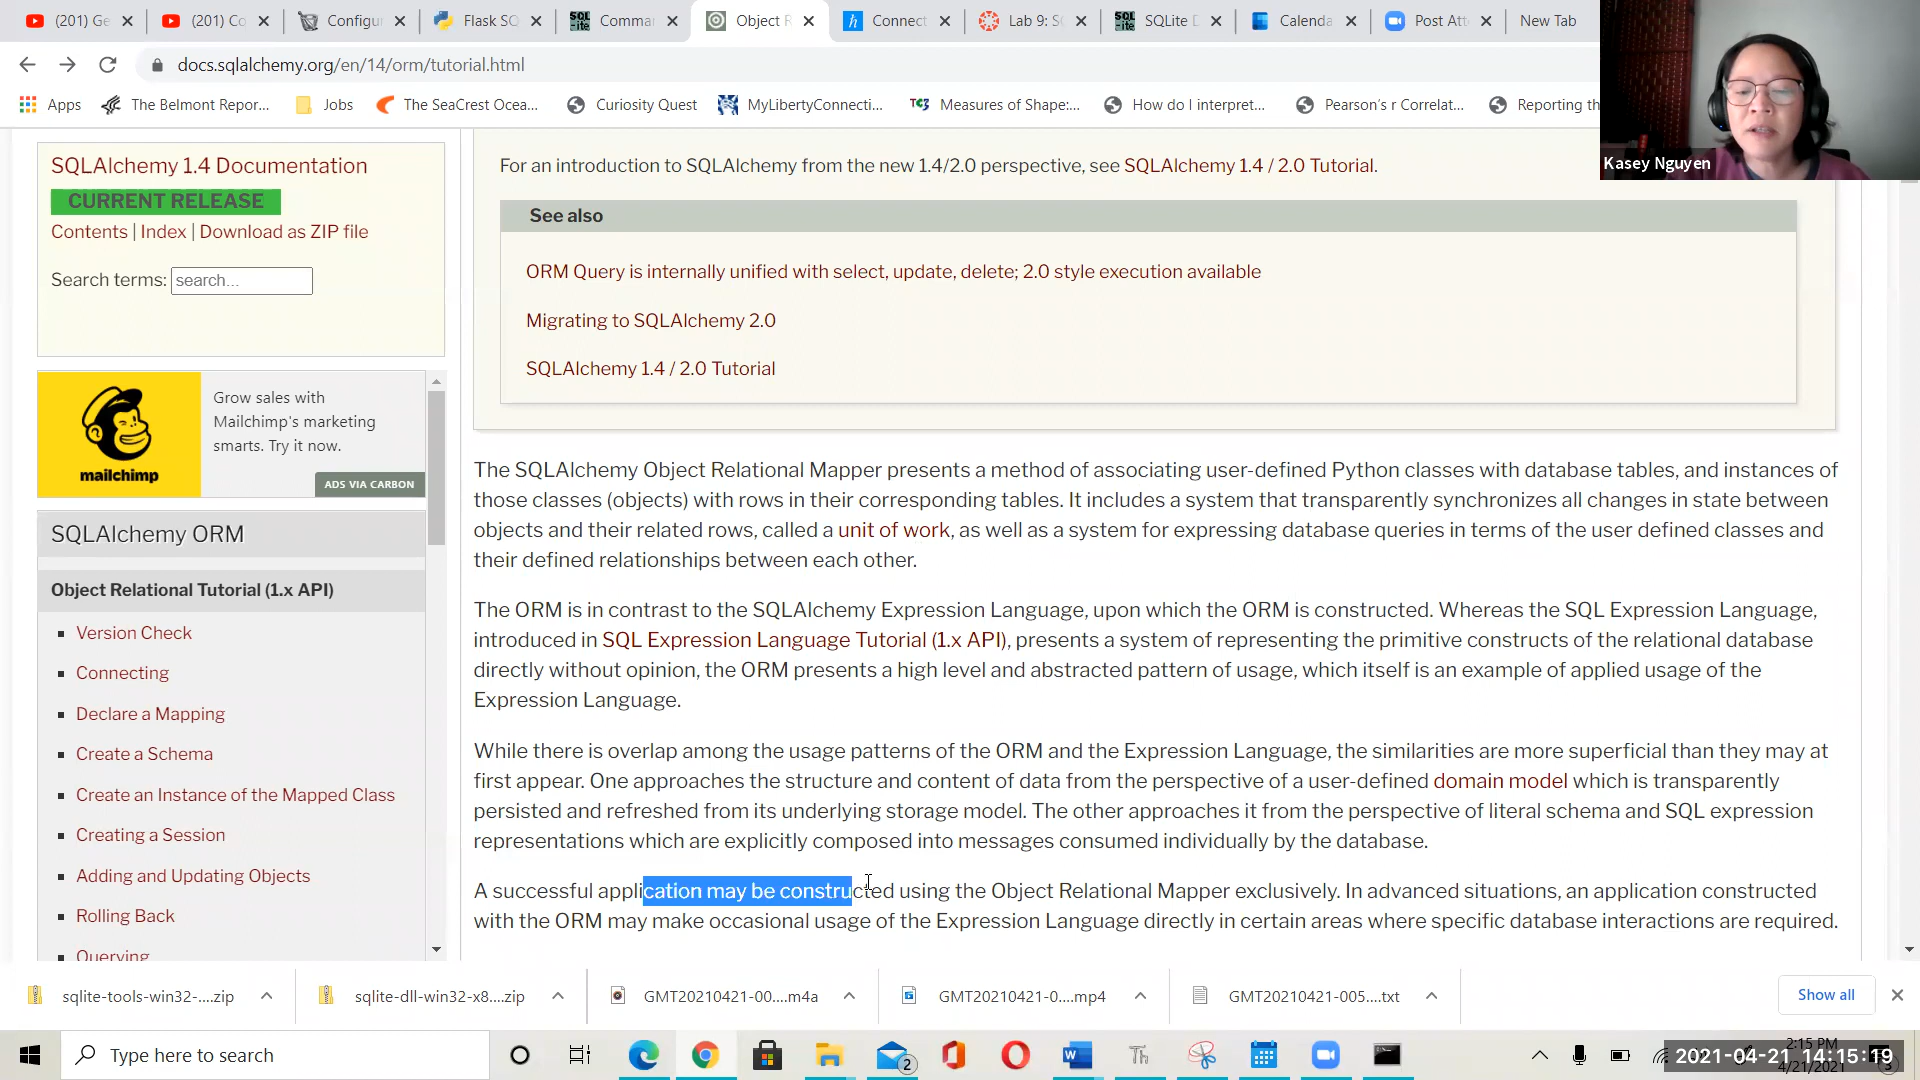 (201) Ge
(201) Co
Configur
Flask SQ
Comman
Object R
Connect
Lab 9: SQ
SQLite D
Calenda
Post Att
New Tab
docs.sqlalchemy.org/en/14/orm/tutorial.html
Apps
The Belmont Repor...
Jobs
The SeaCrest Ocea...
Curiosity Quest
MyLibertyConnecti...
Measures of Shape:...
How do I interpret...
Pearson's r Correlat...
Reporting th
Kasey Nguyen
SQLAlchemy 1.4 Documentation
CURRENT RELEASE
Contents | Index | Download as ZIP file
Search terms: search...
Grow sales with
Mailchimp's marketing
smarts. Try it now.
mailchimp
ADS VIA CARBON
SQLAlchemy ORM
Object Relational Tutorial (1.x API)
Version Check
Connecting
Declare a Mapping
Create a Schema
Create an Instance of the Mapped Class
Creating a Session
Adding and Updating Objects
Rolling Back
Querying
For an introduction to SQLAlchemy from the new 1.4/2.0 perspective, see SQLAlchemy 1.4 / 2.0 Tutorial.
See also
ORM Query is internally unified with select, update, delete; 2.0 style execution available
Migrating to SQLAlchemy 2.0
SQLAlchemy 1.4 / 2.0 Tutorial
The SQLAlchemy Object Relational Mapper presents a method of associating user-defined Python classes with database tables, and instances of
those classes (objects) with rows in their corresponding tables. It includes a system that transparently synchronizes all changes in state between
objects and their related rows, called a unit of work, as well as a system for expressing database queries in terms of the user defined classes and
their defined relationships between each other.
The ORM is in contrast to the SQLAlchemy Expression Language, upon which the ORM is constructed. Whereas the SQL Expression Language,
introduced in SQL Expression Language Tutorial (1.x API), presents a system of representing the primitive constructs of the relational database
directly without opinion, the ORM presents a high level and abstracted pattern of usage, which itself is an example of applied usage of the
Expression Language.
While there is overlap among the usage patterns of the ORM and the Expression Language, the similarities are more superficial than they may at
first appear. One approaches the structure and content of data from the perspective of a user-defined domain model which is transparently
persisted and refreshed from its underlying storage model. The other approaches it from the perspective of literal schema and SQL expression
representations which are explicitly composed into messages consumed individually by the database.
A successful application may be constructed using the Object Relational Mapper exclusively. In advanced situations, an application constructed
with the ORM may make occasional usage of the Expression Language directly in certain areas where specific database interactions are required.
sqlite-tools-win32-....zip
sqlite-dll-win32-x8....zip
GMT20210421-00....m4a
GMT20210421-0....mp4
GMT20210421-005....txt
Show all
Type here to search
2
2:15 PM
2021-04-21 14:15:19
4/21/2021